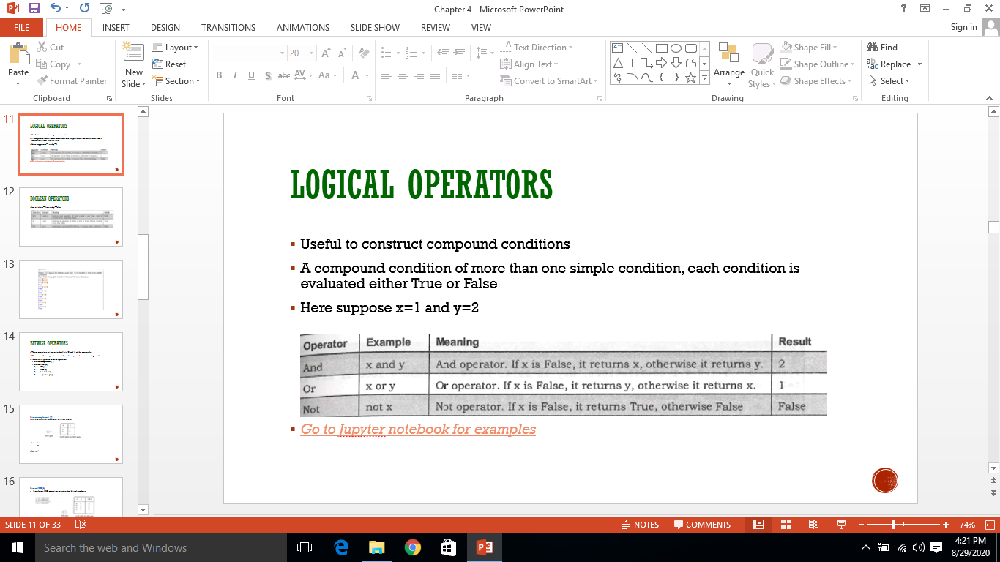 Chapter 4 - Microsoft PowerPoint
?
FILE HOME INSERT DESIGN TRANSITIONS ANIMATIONS SLIDE SHOW REVIEW VIEW Sign in
Paste
Cut
Copy
Format Painter
Clipboard
New Slide
Layout
Reset
Section
Slides
20
B I U S abc AV Aa A
Font
Text Direction
Align Text
Convert to SmartArt
Paragraph
Arrange
Quick Styles
Shape Fill
Shape Outline
Shape Effects
Drawing
Find
Replace
Select
Editing
11
LOGICAL OPERATORS
12
BOOLEAN OPERATORS
13
14
BITWISE OPERATORS
15
16
LOGICAL OPERATORS
Useful to construct compound conditions
A compound condition of more than one simple condition, each condition is
evaluated either True or False
Here suppose x=1 and y=2
Operator Example Meaning Result
And x and y And operator. If x is False, it returns x, otherwise it returns y. 2
Or x or y Or operator. If x is False, it returns y, otherwise it returns x. 1
Not not x Not operator. If x is False, it returns True, otherwise False False
Go to Jupyter notebook for examples
SLIDE 11 OF 33 NOTES COMMENTS 74%
Search the web and Windows
4:21 PM
8/29/2020